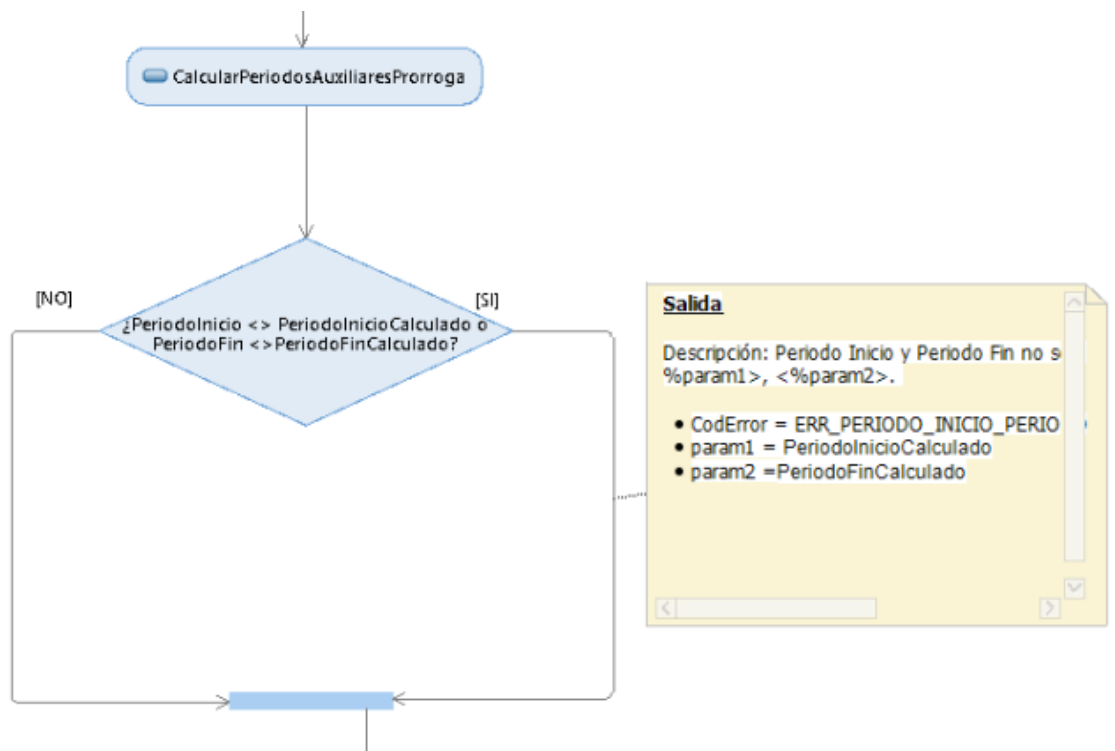 CalcularPeriodosAuxiliaresProrroga
[NO]
[SI]
¿PeriodoInicio <> PeriodoInicioCalculado o
PeriodoFin <>PeriodoFinCalculado?
Salida
Descripción: Periodo Inicio y Periodo Fin no
%param1>, <%param2>.
• CodError = ERR_PERIODO_INICIO_PERIO
• param1 = PeriodoInicioCalculado
• param2 =PeriodoFinCalculado